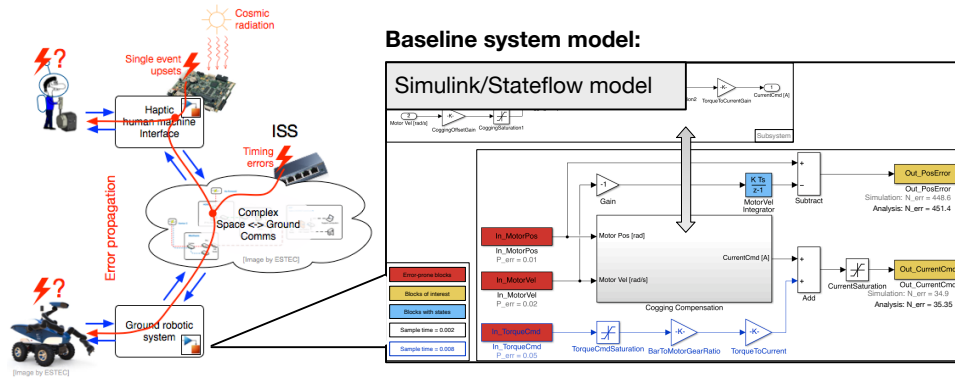 Cosmic
radiation
Single event
upsets
Haptic
human machine
Interface
ISS
Timing
errors
Complex
Space <-> Ground
Comms
[Image by ESTEC]
Error propagation
Ground robotic
system
[Image by ESTEC]
Baseline system model:
Simulink/Stateflow model
-K-
TorqueToCurrentGain
1
CurrentCmd [A]
2
Motor Vel [rad/s]
-K-
CoggingOffsetGain
CoggingSaturation1
Subsystem
-1
Gain
K Ts
z-1
MotorVel
Integrator
+
−
Subtract
Out_PosError
Out_PosError
Simulation: N_err = 448.6
Analysis: N_err = 451.4
In_MotorPos
In_MotorPos
P_err = 0.01
Motor Pos [rad]
CurrentCmd [A]
In_MotorVel
In_MotorVel
P_err = 0.02
Motor Vel [rad/s]
Cogging Compensation
+
+
Add
CurrentSaturation
Out_CurrentCmd
Out_CurrentCmd
Simulation: N_err = 34.9
Analysis: N_err = 35.35
In_TorqueCmd
In_TorqueCmd
P_err = 0.05
TorqueCmdSaturation
-K-
BarToMotorGearRatio
-K-
TorqueToCurrent
Error-prone blocks
Blocks of interest
Blocks with states
Sample time = 0.002
Sample time = 0.008